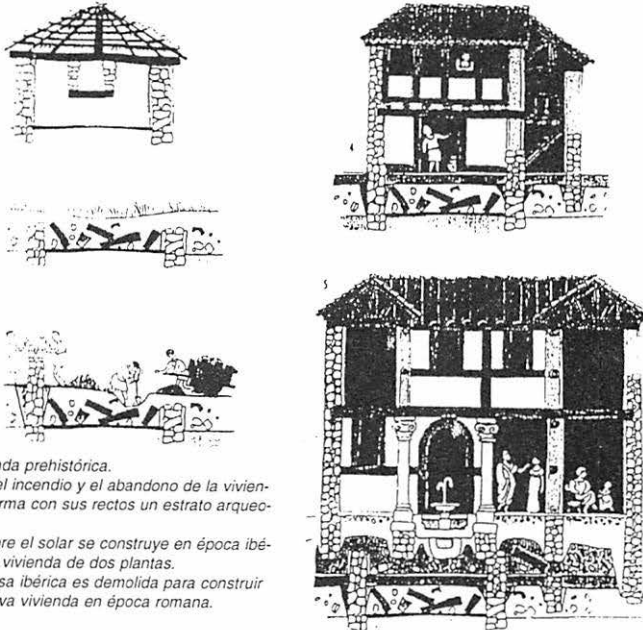 nda prehistórica.
el incendio y el abandono de la vivien-
rma con sus rectos un estrato arqueo-
re el solar se construye en época ibé-
vivienda de dos plantas.
sa ibérica es demolida para construir
va vivienda en época romana.
4
5